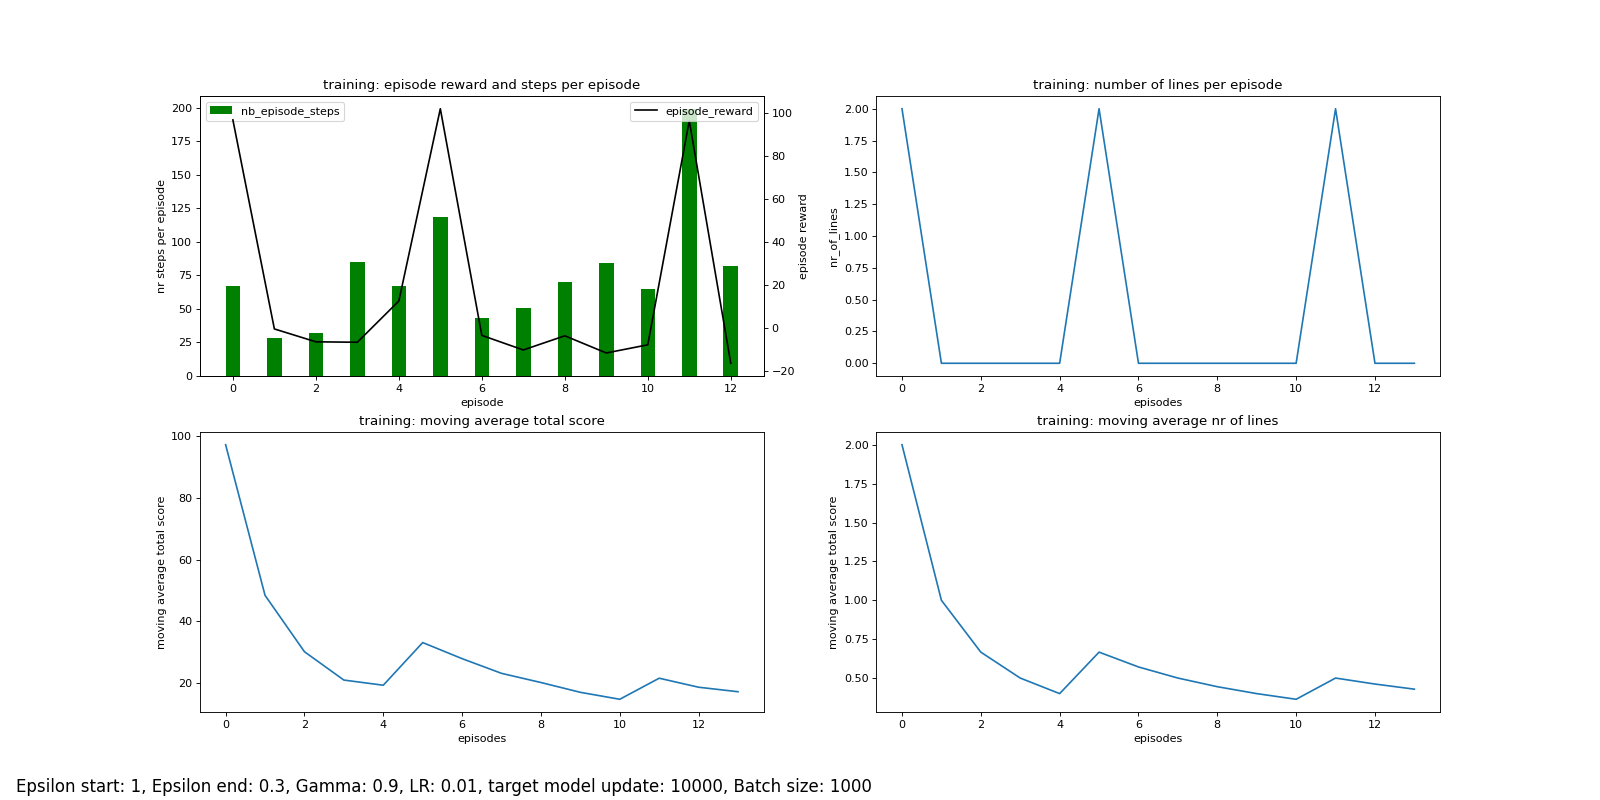 training: episode reward and steps per episode
nb_episode_steps
episode_reward
200
175
150
125
100
75
50
25
0
nr steps per episode
100
80
60
40
20
0
−20
episode reward
0 2 4 6 8 10 12
episode
training: number of lines per episode
2.00
1.75
1.50
1.25
1.00
0.75
0.50
0.25
0.00
nr_of_lines
0 2 4 6 8 10 12
episodes
training: moving average total score
100
80
60
40
20
moving average total score
0 2 4 6 8 10 12
episodes
training: moving average nr of lines
2.00
1.75
1.50
1.25
1.00
0.75
0.50
moving average total score
0 2 4 6 8 10 12
episodes
Epsilon start: 1, Epsilon end: 0.3, Gamma: 0.9, LR: 0.01, target model update: 10000, Batch size: 1000